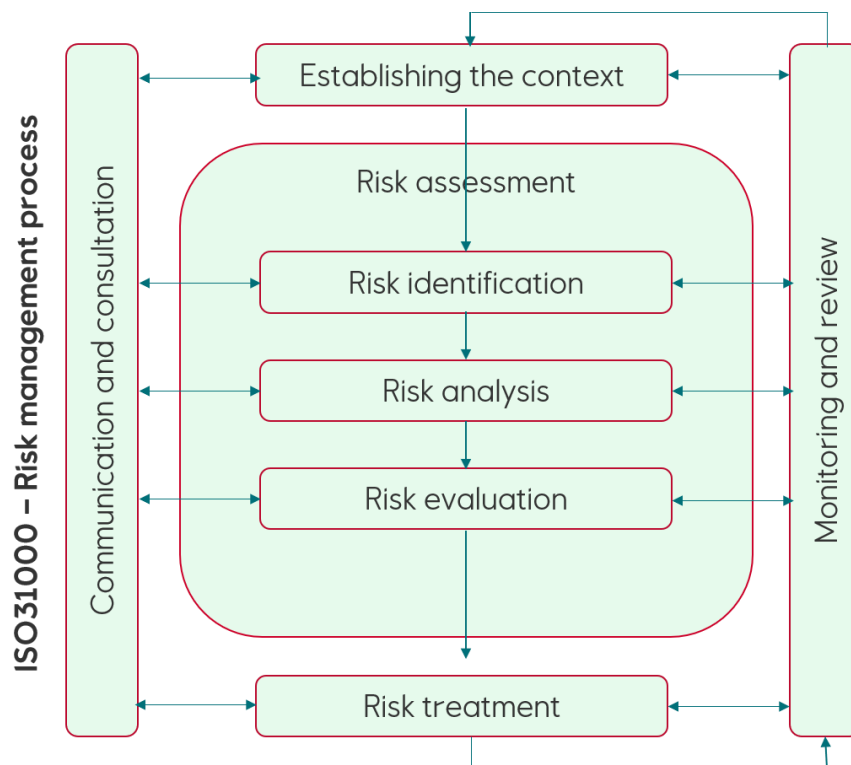 ISO31000 – Risk management process
Communication and consultation
Establishing the context
Risk assessment
Risk identification
Risk analysis
Risk evaluation
Risk treatment
Monitoring and review